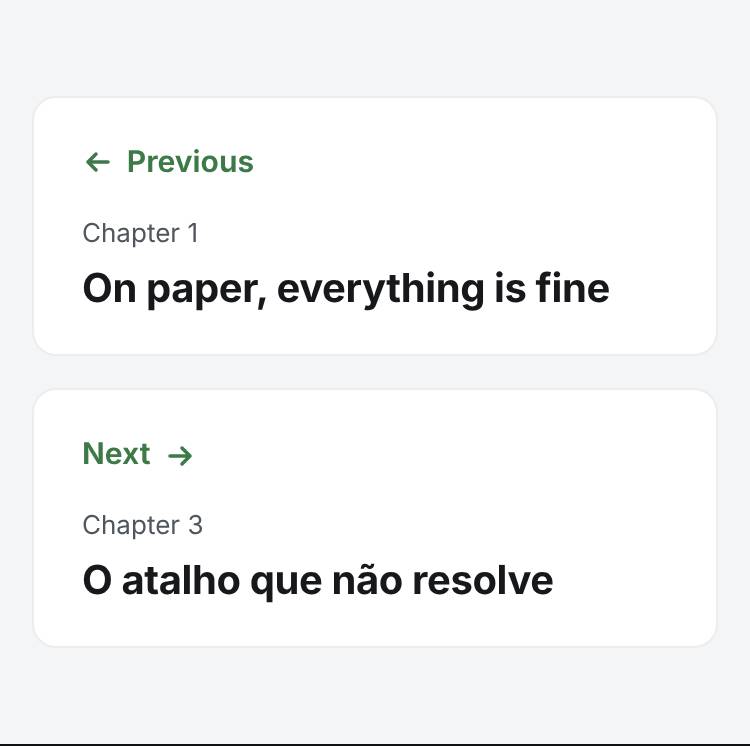 ← Previous
Chapter 1
On paper, everything is fine
Next →
Chapter 3
O atalho que não resolve